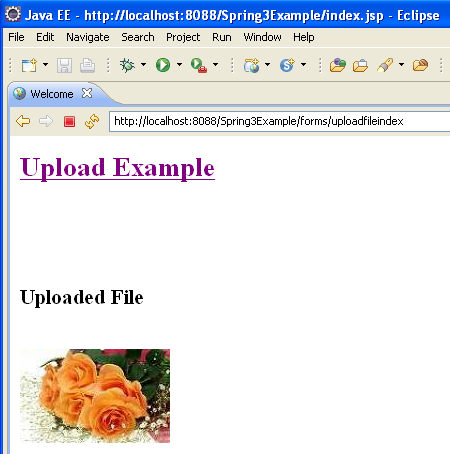 Java EE - http://localhost:8088/Spring3Example/index.jsp - Eclipse
File Edit Navigate Search Project Run Window Help
Welcome
http://localhost:8088/Spring3Example/forms/uploadfileindex
Upload Example
Uploaded File